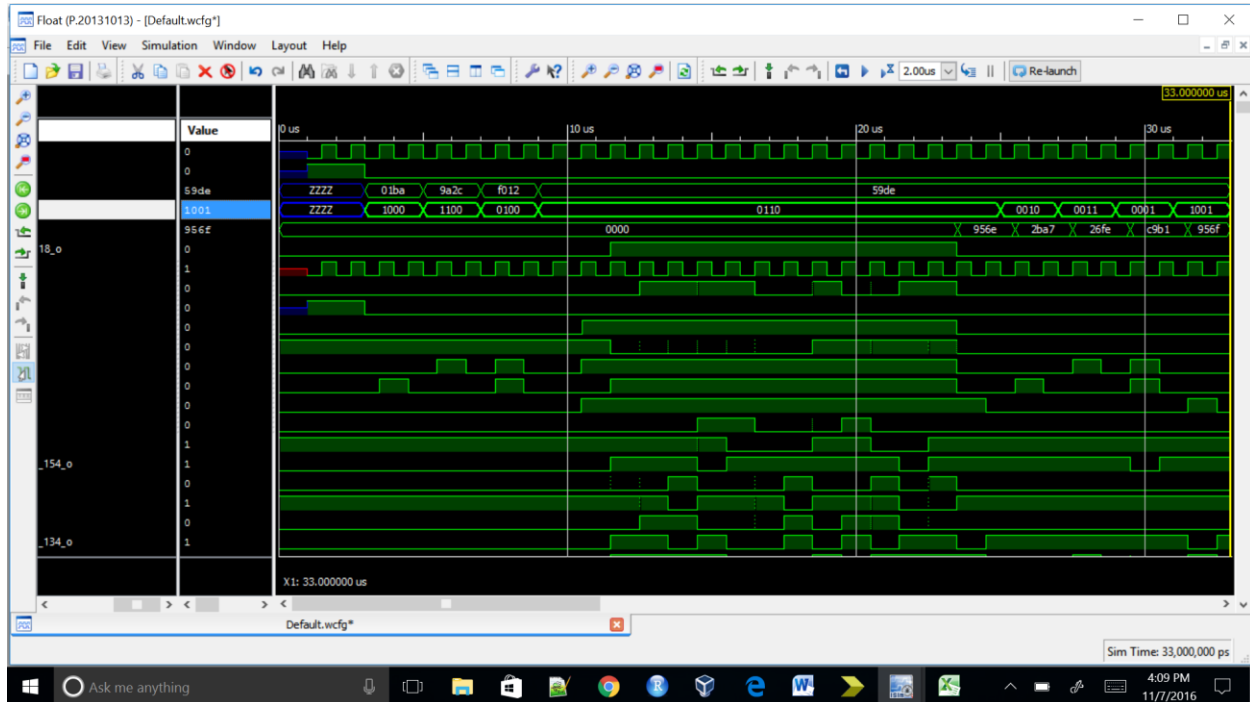 Float (P.20131013) - [Default.wcfg*]
File Edit View Simulation Window Layout Help
2.00us Re-launch
33.000000 us
Value 0 us 10 us 20 us 30 us
0
0
59de ZZZZ 01ba 9a2c f012 59de
1001 ZZZZ 1000 1100 0100 0110 0010 0011 0001 1001
956f 0000 956e 2ba7 26fe c9b1 956f
18_o 0
1
0
0
0
0
0
0
0
0
1
_154_o 1
0
1
0
_134_o 1
X1: 33.000000 us
Default.wcfg*
Sim Time: 33,000,000 ps
Ask me anything
4:09 PM
11/7/2016